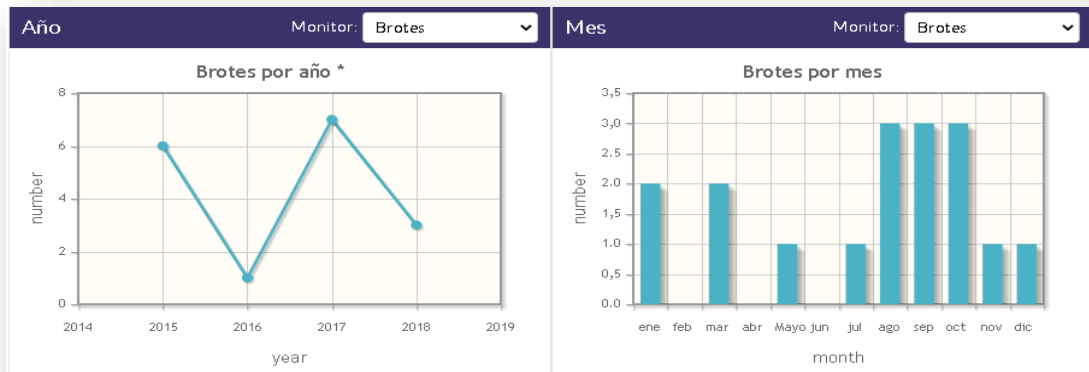 Año Monitor: Brotes
Brotes por año *
8
6
4
2
0
number
2014 2015 2016 2017 2018 2019
year
Mes Monitor: Brotes
Brotes por mes
3,5
3,0
2.5
2.0
1,5
1.0
0,5
0.0
number
ene feb mar abr Mayo jun jul ago sep oct nov dic
month